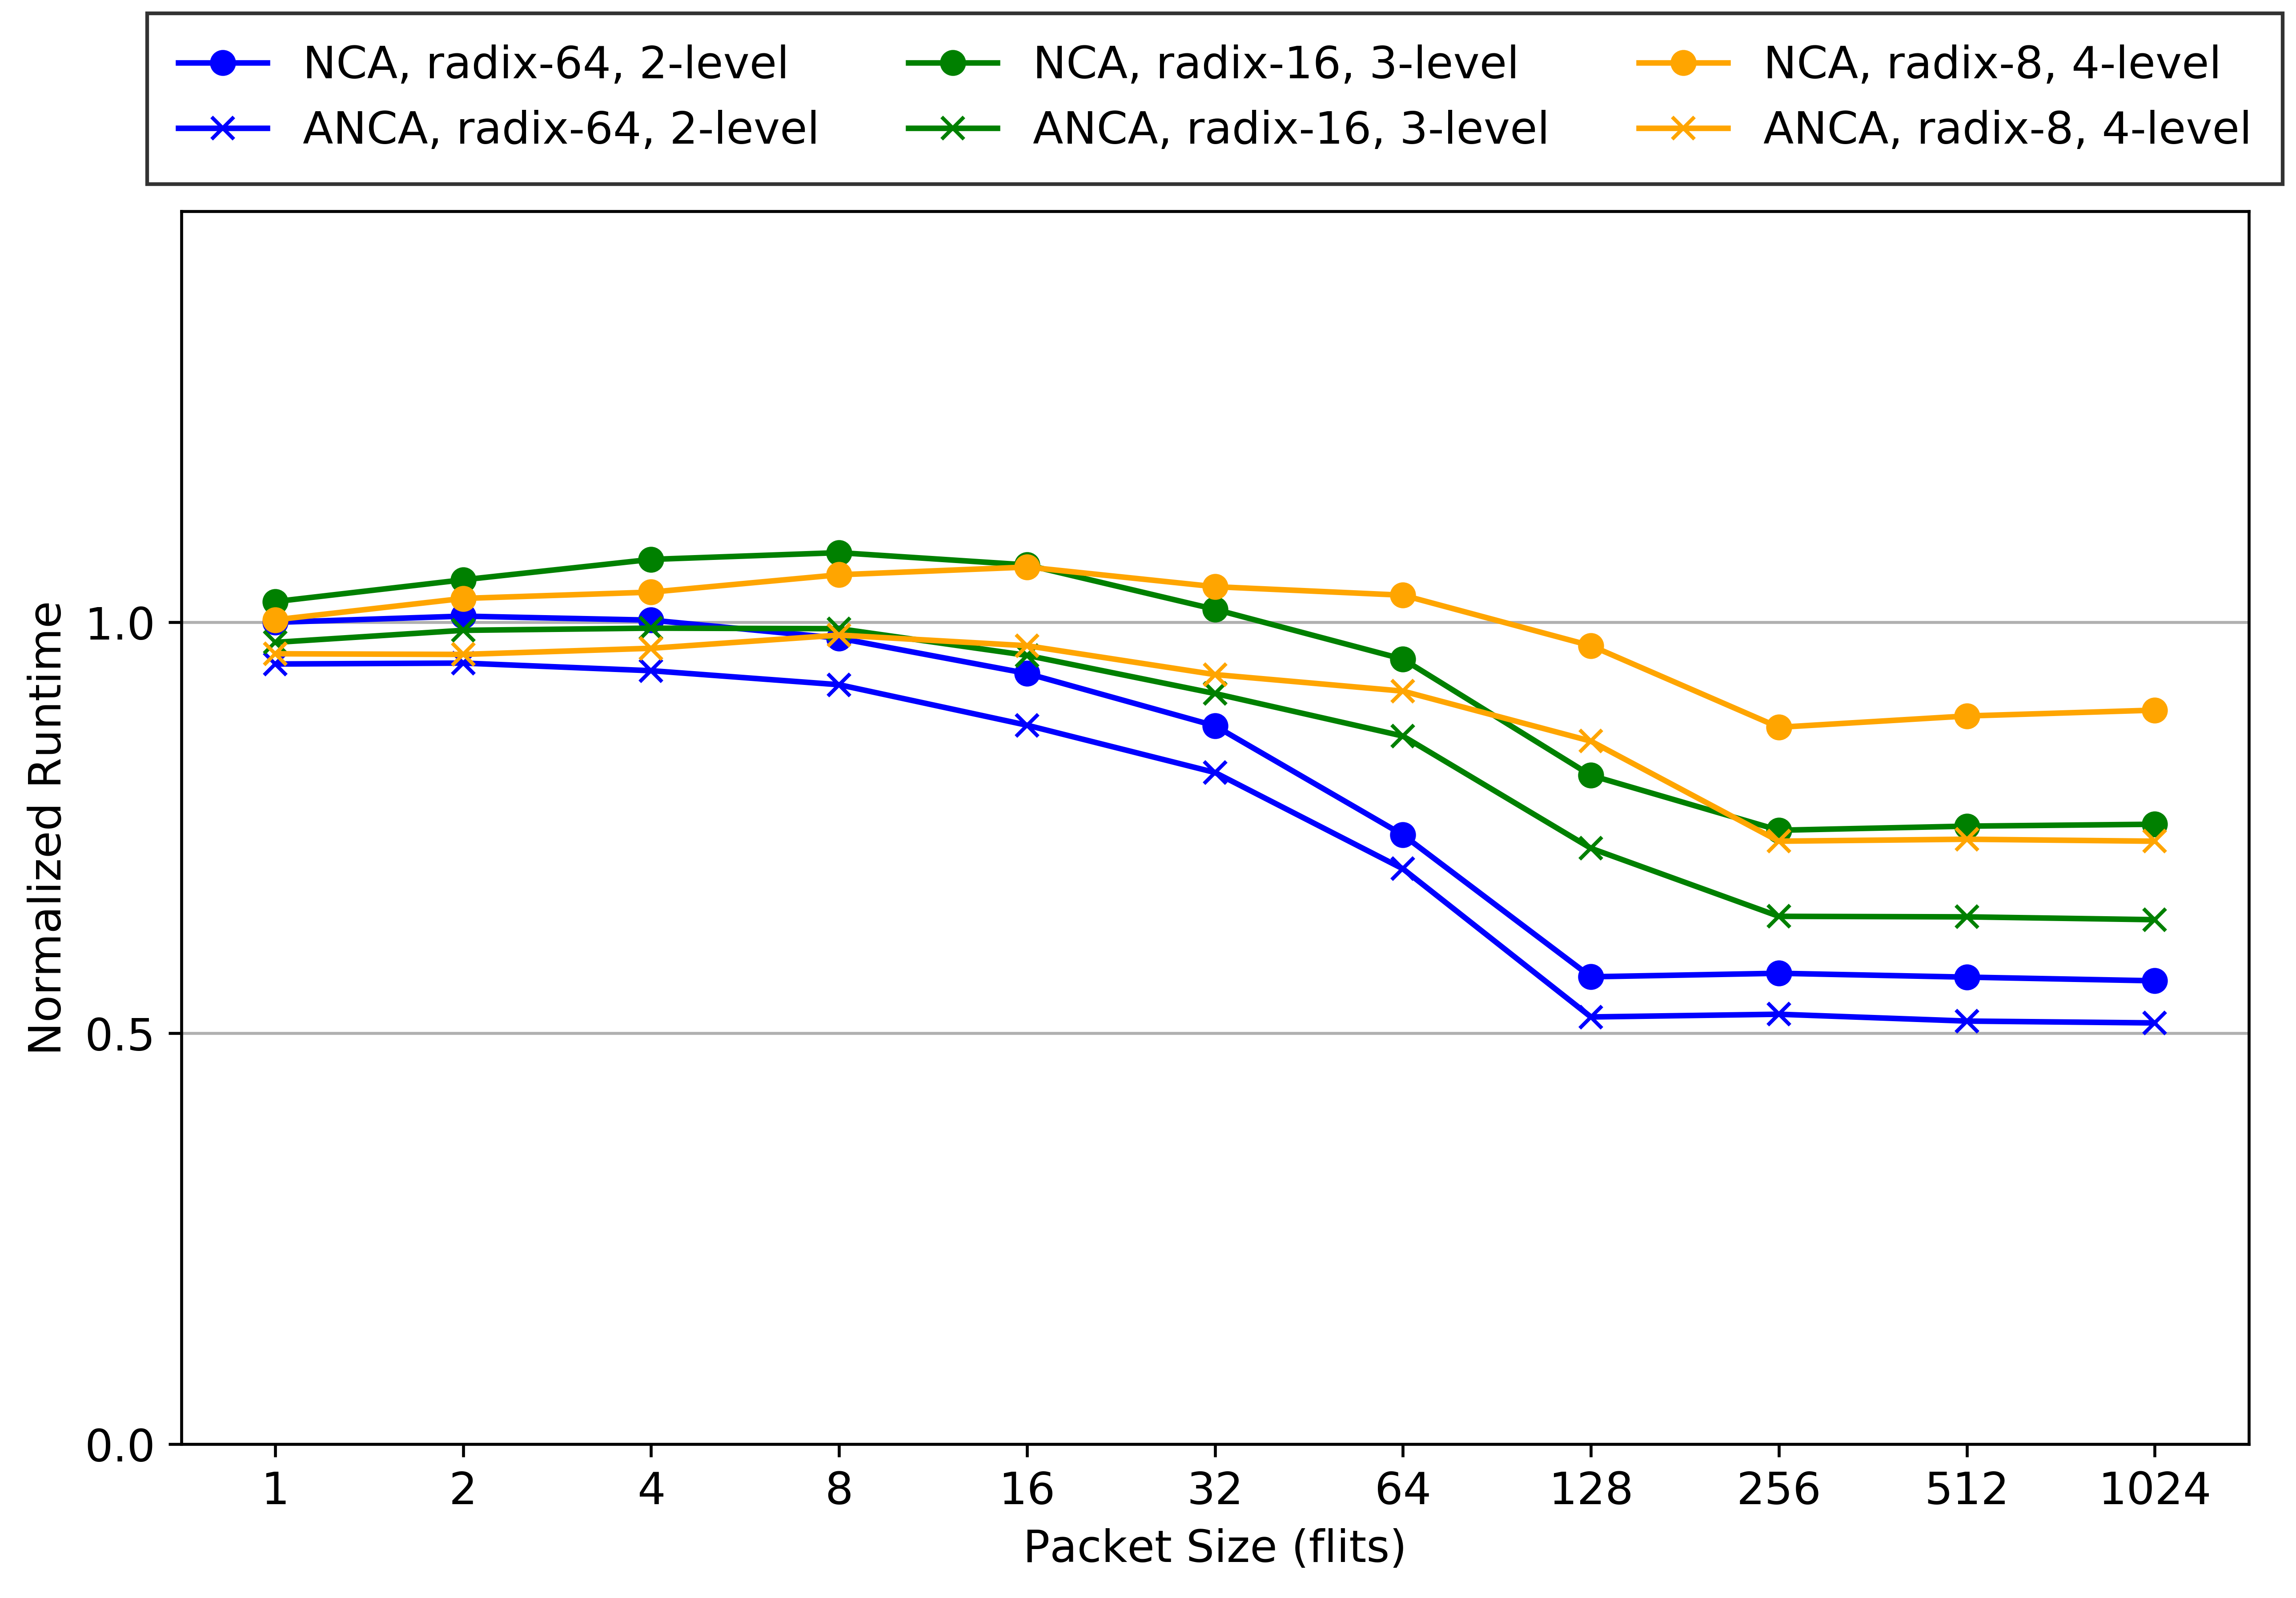 NCA, radix-64, 2-level
ANCA, radix-64, 2-level
NCA, radix-16, 3-level
ANCA, radix-16, 3-level
NCA, radix-8, 4-level
ANCA, radix-8, 4-level
Normalized Runtime
1.0
0.5
0.0
1 2 4 8 16 32 64 128 256 512 1024
Packet Size (flits)